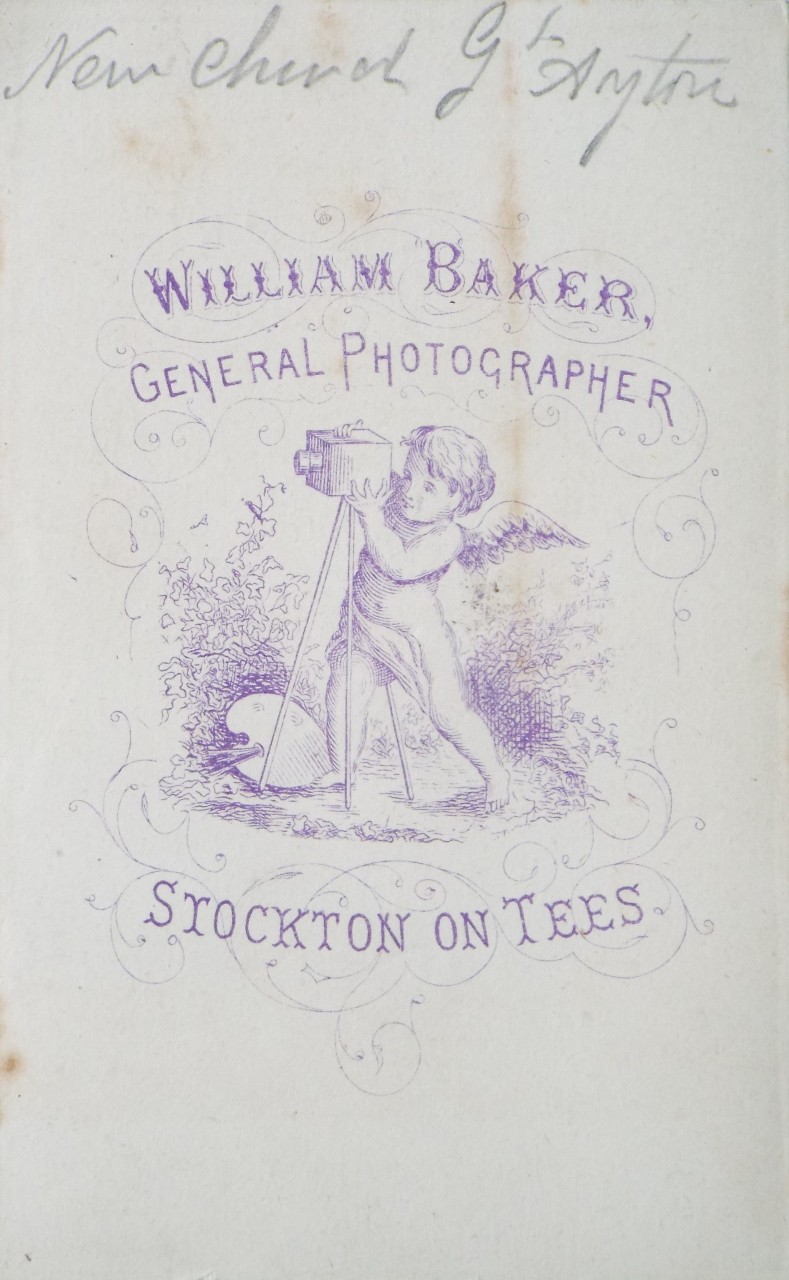 New Church Gt Ayton
WILLIAM BAKER,
GENERAL PHOTOGRAPHER
STOCKTON ON TEES